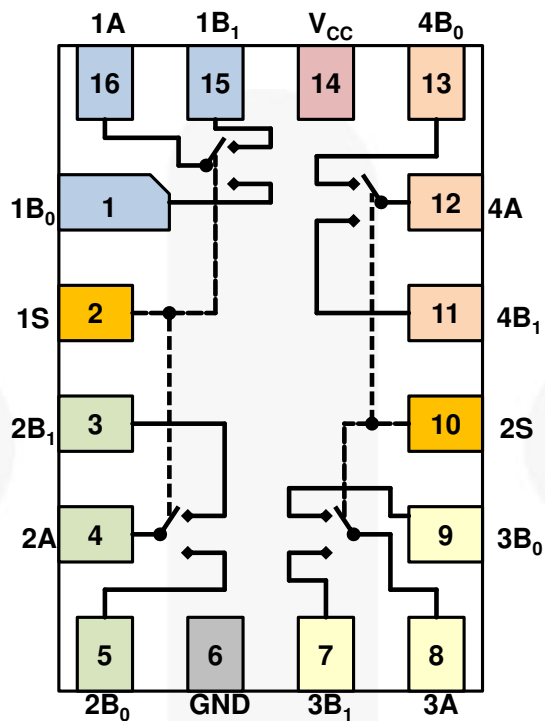 1A 1B₁ V_CC 4B₀
16 15 14 13
1B₀ 1 12 4A
1S 2 11 4B₁
2B₁ 3 10 2S
2A 4 9 3B₀
5 6 7 8
2B₀ GND 3B₁ 3A